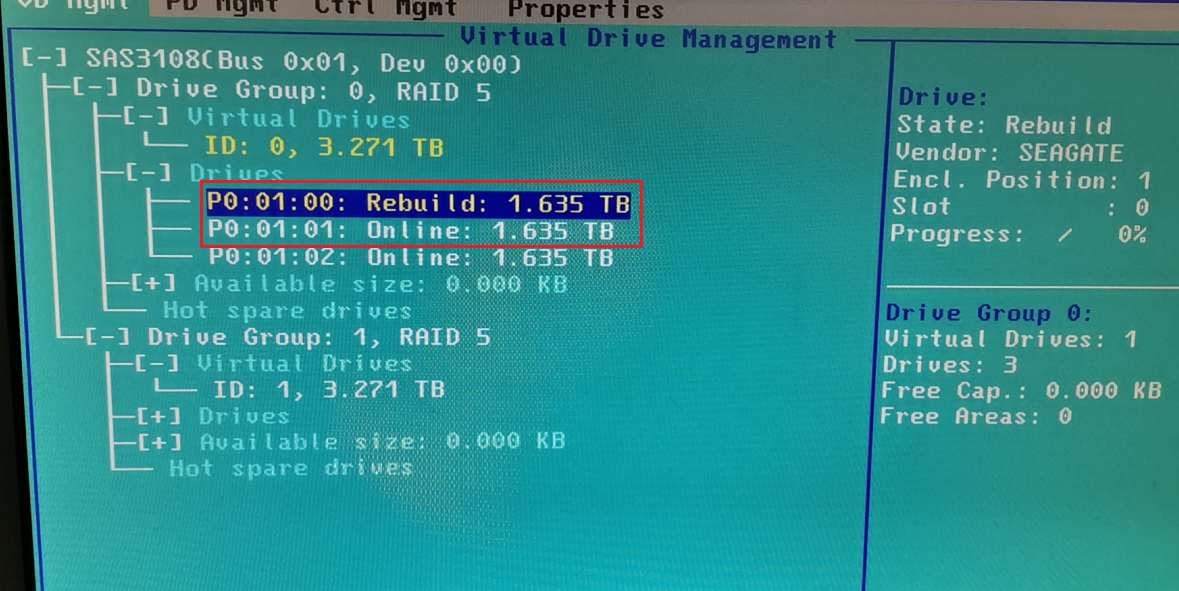 VD Mgmt PD Mgmt Ctrl Mgmt Properties
Virtual Drive Management
[-] SAS3108(Bus 0x01, Dev 0x00)
[-] Drive Group: 0, RAID 5
[-] Virtual Drives
ID: 0, 3.271 TB
[-] Drives
P0:01:00: Rebuild: 1.635 TB
P0:01:01: Online: 1.635 TB
P0:01:02: Online: 1.635 TB
[+] Available size: 0.000 KB
Hot spare drives
[-] Drive Group: 1, RAID 5
[-] Virtual Drives
ID: 1, 3.271 TB
[+] Drives
[+] Available size: 0.000 KB
Hot spare drives
Drive:
State: Rebuild
Vendor: SEAGATE
Encl. Position: 1
Slot : 0
Progress: / 0%
Drive Group 0:
Virtual Drives: 1
Drives: 3
Free Cap.: 0.000 KB
Free Areas: 0